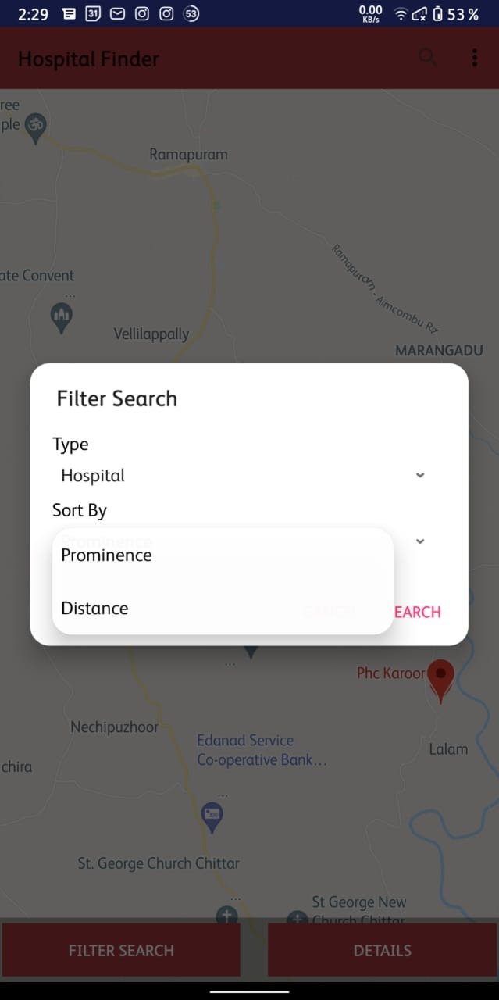 2:29
31
53
0.00
KB/s
53 %
Hospital Finder
ree
ple
Ramapuram
ate Convent
...
Ramapuram - Aimcombu Rd
Vellilappally
MARANGADU
Filter Search
Type
Hospital
Sort By
Prominence
Prominence
Distance
CANCEL
EARCH
...
Phc Karoor
Nechipuzhoor
Edanad Service
Co-operative Bank...
Lalam
chira
...
St. George Church Chittar
...
St George New
Church Chittar
FILTER SEARCH
DETAILS